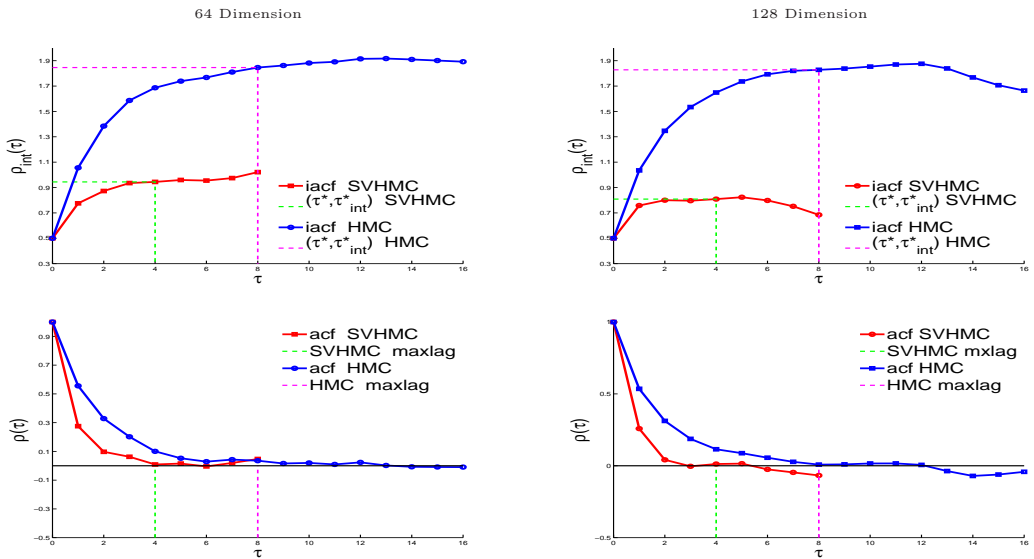 64 Dimension
1.9
1.7
1.5
1.3
1.1
0.9
0.7
0.5
0.3
ρint(τ)
iacf SVHMC
(τ*,τ*int) SVHMC
iacf HMC
(τ*,τ*int) HMC
0 2 4 6 8 10 12 14 16
τ
128 Dimension
1.9
1.7
1.5
1.3
1.1
0.9
0.7
0.5
0.3
ρint(τ)
iacf SVHMC
(τ*,τ*int) SVHMC
iacf HMC
(τ*,τ*int) HMC
0 2 4 6 8 10 12 14 16
τ
0.9
0.7
0.5
0.3
0.1
−0.1
−0.3
−0.5
ρ(τ)
acf SVHMC
SVHMC maxlag
acf HMC
HMC maxlag
0 2 4 6 8 10 12 14 16
τ
1
0.5
0
−0.5
ρ(τ)
acf SVHMC
SVHMC mxlag
acf HMC
HMC maxlag
0 2 4 6 8 10 12 14 16
τ